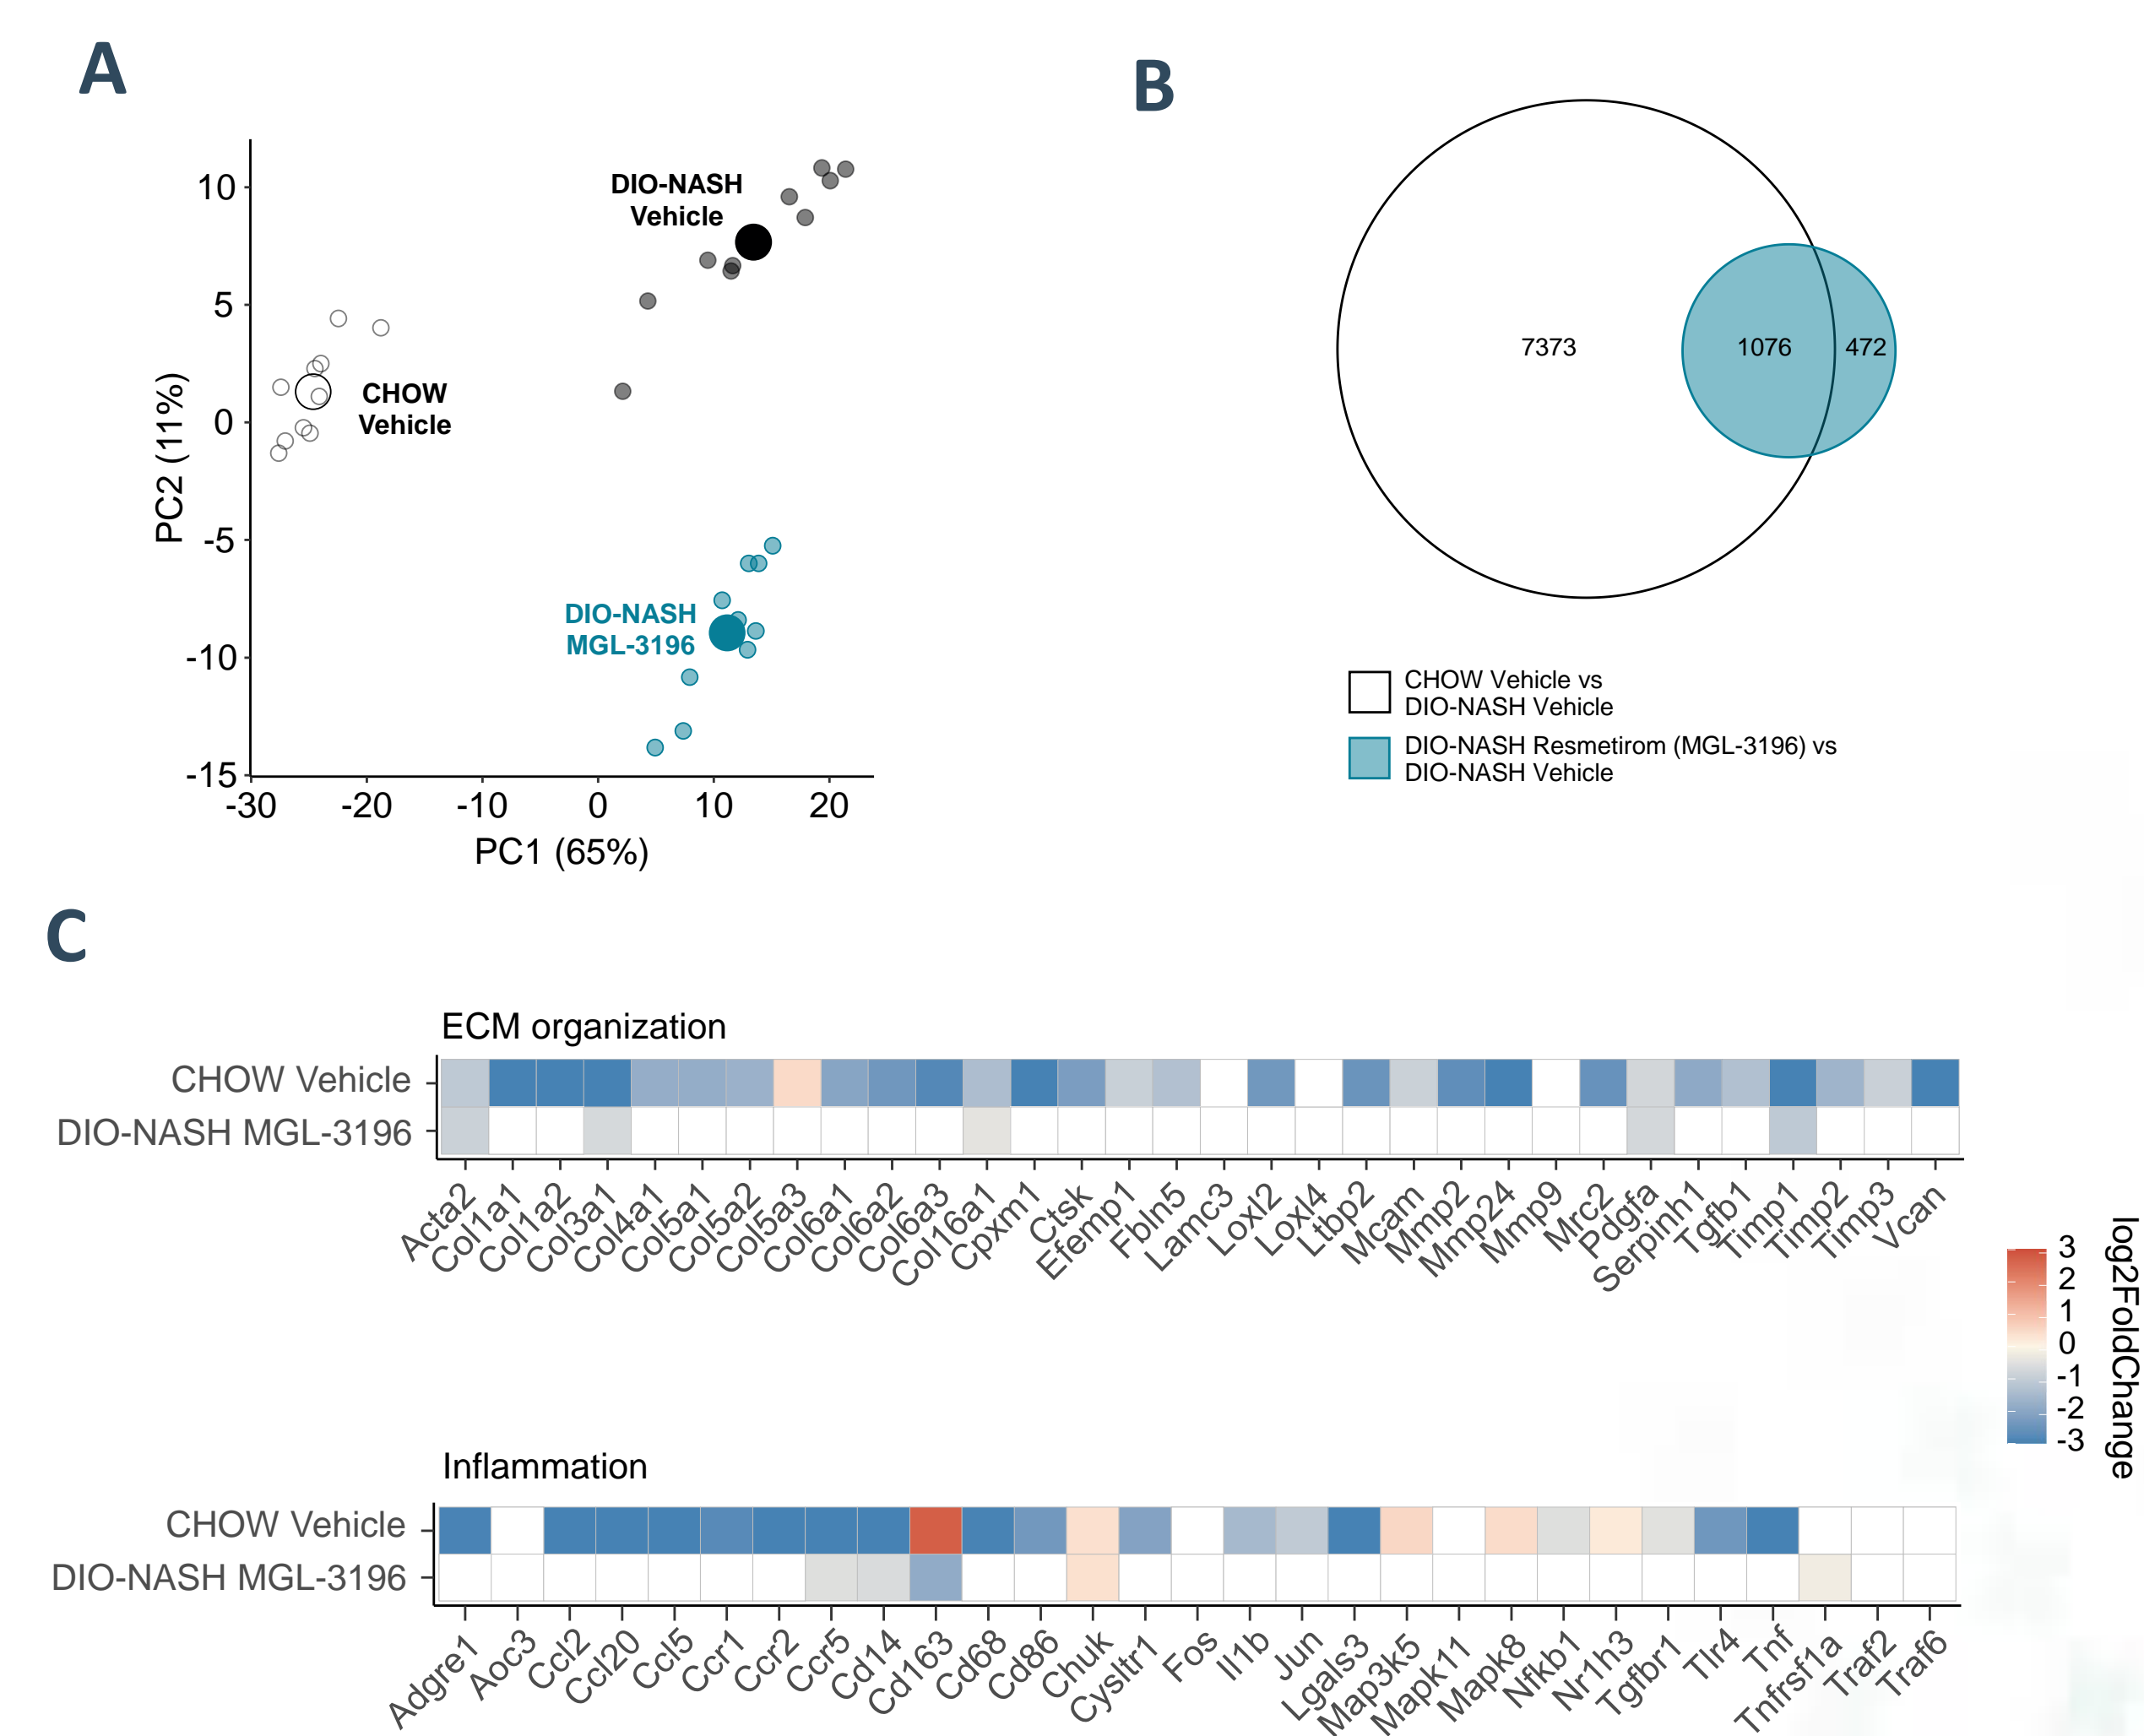 A
10
5
0
-5
-10
-15
-30
-20
-10
0
10
20
PC2 (11%)
PC1 (65%)
DIO-NASH
Vehicle
CHOW
Vehicle
DIO-NASH
MGL-3196
B
7373
1076
472
CHOW Vehicle vs
DIO-NASH Vehicle
DIO-NASH Resmetirom (MGL-3196) vs
DIO-NASH Vehicle
C
ECM organization
CHOW Vehicle
DIO-NASH MGL-3196
Acta2
Col1a1
Col1a2
Col3a1
Col4a1
Col5a1
Col5a2
Col5a3
Col6a1
Col6a2
Col6a3
Col16a1
Cpxm1
Ctsk
Efemp1
Fbln5
Lamc3
Loxl2
Loxl4
Ltbp2
Mcam
Mmp2
Mmp24
Mmp9
Mrc2
Pdgfa
Serpinh1
Tgfb1
Timp1
Timp2
Timp3
Vcan
3
2
1
0
-1
-2
-3
log2FoldChange
Inflammation
CHOW Vehicle
DIO-NASH MGL-3196
Adgre1
Aoc3
Ccl2
Ccl20
Ccl5
Ccr1
Ccr2
Ccr5
Cd14
Cd163
Cd68
Cd86
Chuk
Cysltr1
Fos
Il1b
Jun
Lgals3
Map3k5
Mapk11
Mapk8
Nfkb1
Nr1h3
Tgfbr1
Tlr4
Tnf
Tnfrsf1a
Traf2
Traf6